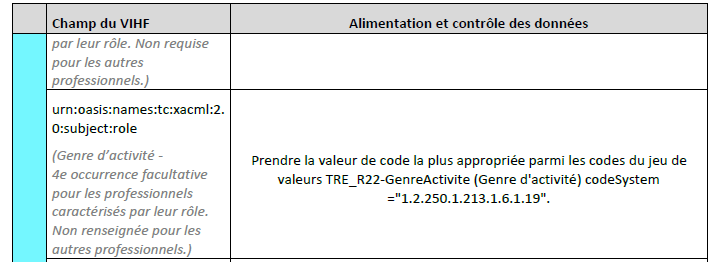 Champ du VIHF
Alimentation et contrôle des données
par leur rôle. Non requise
pour les autres
professionnels.)
urn:oasis:names:tc:xacml:2.
0:subject:role
(Genre d’activité -
4e occurrence facultative
pour les professionnels
caractérisés par leur rôle.
Non renseignée pour les
autres professionnels.)
Prendre la valeur de code la plus appropriée parmi les codes du jeu de
valeurs TRE_R22-GenreActivite (Genre d'activité) codeSystem
="1.2.250.1.213.1.6.1.19".